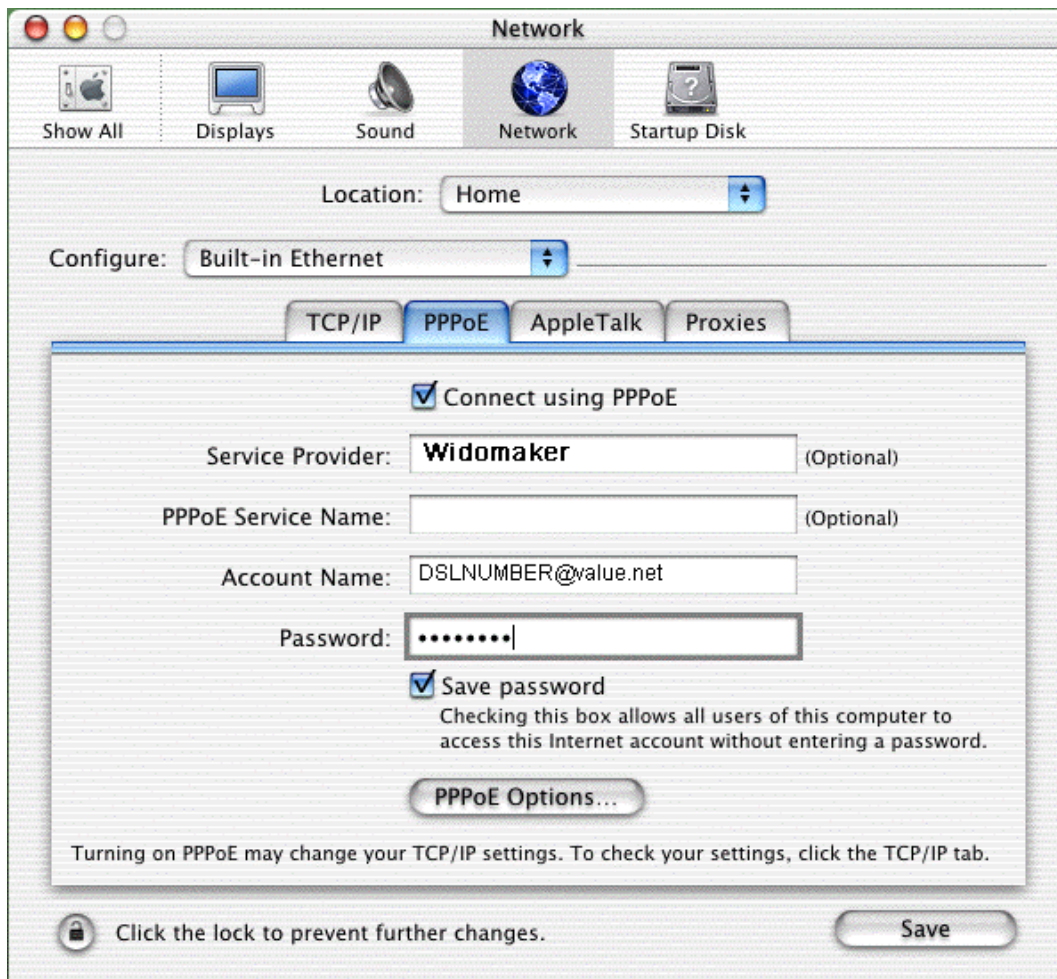 Network
Show All Displays Sound Network Startup Disk
Location: Home
Configure: Built-in Ethernet
TCP/IP PPPoE AppleTalk Proxies
Connect using PPPoE
Service Provider: Widomaker (Optional)
PPPoE Service Name: (Optional)
Account Name: DSLNUMBER@value.net
Password: ••••••••
Save password
Checking this box allows all users of this computer to
access this Internet account without entering a password.
PPPoE Options...
Turning on PPPoE may change your TCP/IP settings. To check your settings, click the TCP/IP tab.
Click the lock to prevent further changes. Save